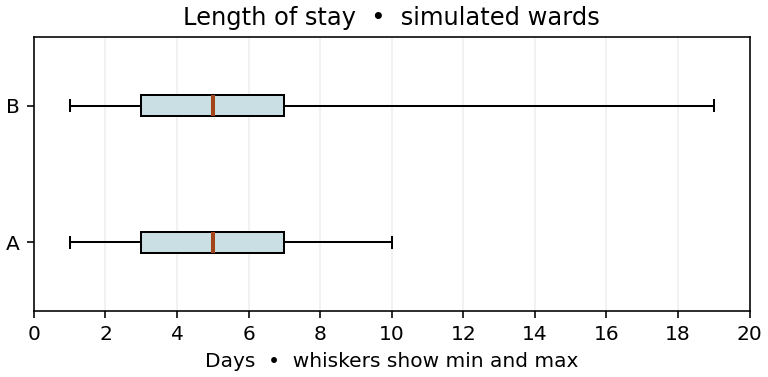 Length of stay • simulated wards
B
A
0 2 4 6 8 10 12 14 16 18 20
Days • whiskers show min and max